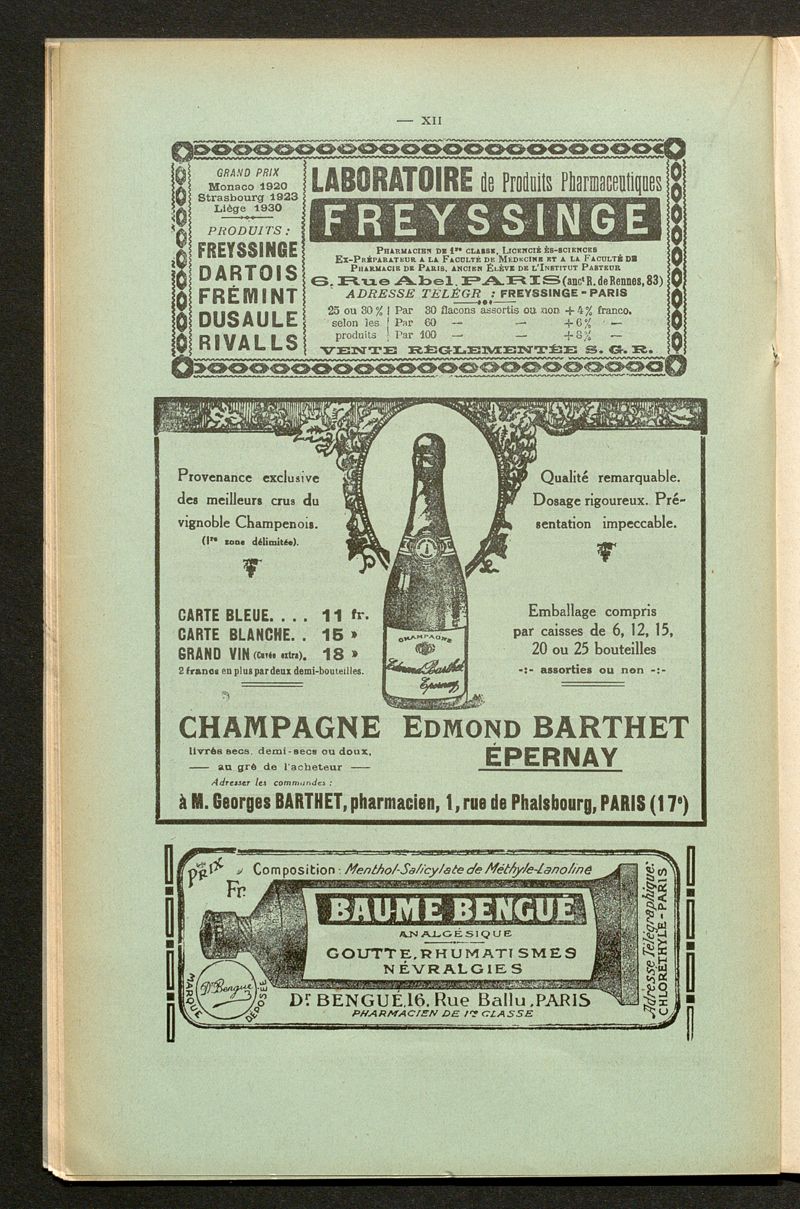 — XII
GRAND PRIX
Monaco 1920
Strasbourg 1923
Liège 1930
PRODUITS :
FREYSSINGE
DARTOIS
FRÉMINT
DUSAULE
RIVALLS
LABORATOIRE de Produits Pharmaceutiques
FREYSSINGE
PHARMACIEN DE 1re CLASSE, LICENCIÉ ÈS-SCIENCES
EX-PRÉPARATEUR A LA FACULTÉ DE MÉDECINE ET A LA FACULTÉ DE
PHARMACIE DE PARIS, ANCIEN ÉLÈVE DE L'INSTITUT PASTEUR
6, Rue Abel, PARIS (anct R. de Rennes, 83)
ADRESSE TÉLÉGR : FREYSSINGE - PARIS
25 ou 30 % | Par 30 flacons assortis ou non + 4 % franco.
selon les | Par 60 — — + 6 % —
produits | Par 100 — — + 8 % —
VENTE RÈGLEMENTÉE S. G. R.
Provenance exclusive
des meilleurs crus du
vignoble Champenois.
(1re zone délimitée).
Qualité remarquable.
Dosage rigoureux. Pré-
sentation impeccable.
CARTE BLEUE. . . . 11 fr.
CARTE BLANCHE. . 15 »
GRAND VIN (Cuvée extra). 18 »
2 francs en plus par deux demi-bouteilles.
Emballage compris
par caisses de 6, 12, 15,
20 ou 25 bouteilles
-:- assorties ou non -:-
CHAMPAGNE
Edmond Barthet
Épernay
CHAMPAGNE EDMOND BARTHET
livrés secs, demi-secs ou doux,
— au gré de l'acheteur —
ÉPERNAY
Adresser les commandes :
à M. Georges BARTHET, pharmacien, 1, rue de Phalsbourg, PARIS (17e)
PRIX
Fr.
Composition : Menthol-Salicylate de Méthyle-Lanoline
BAUME BENGUÉ
ANALGÉSIQUE
GOUTTE, RHUMATISMES
NÉVRALGIES
MARQUE DÉPOSÉE
Dr Bengué
Dr BENGUÉ, 16, Rue Ballu, PARIS
PHARMACIEN DE 1re CLASSE
Adresse Télégraphique:
CHLORÉTHYLE - PARIS